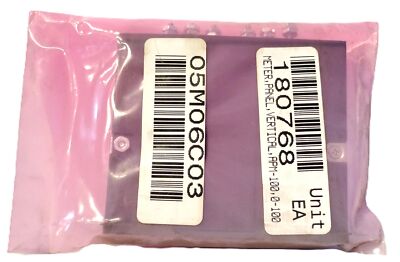 05M06C03
180768
METER,PANEL,VERTICAL,APM-100,0-100
Unit
EA